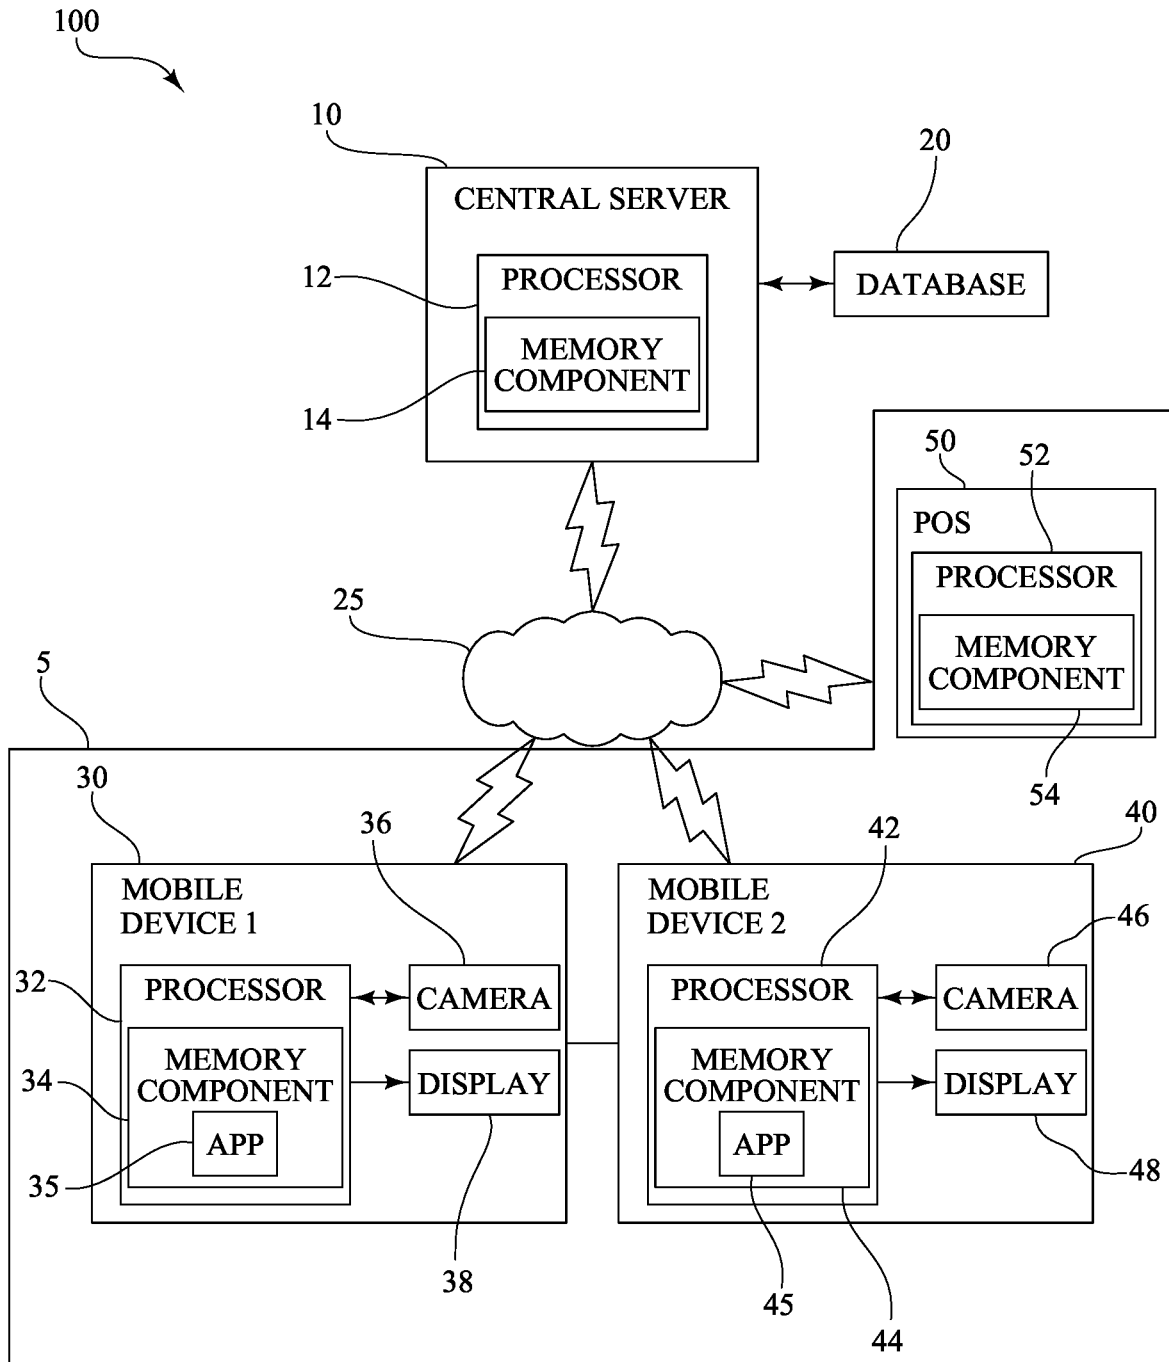 100
10
CENTRAL SERVER
20
12
PROCESSOR
DATABASE
14
MEMORY
COMPONENT
50
52
POS
PROCESSOR
MEMORY
COMPONENT
54
25
5
30
36
42
40
MOBILE
DEVICE 1
MOBILE
DEVICE 2
46
32
PROCESSOR
CAMERA
PROCESSOR
CAMERA
34
MEMORY
COMPONENT
DISPLAY
MEMORY
COMPONENT
DISPLAY
35
APP
APP
48
38
45
44